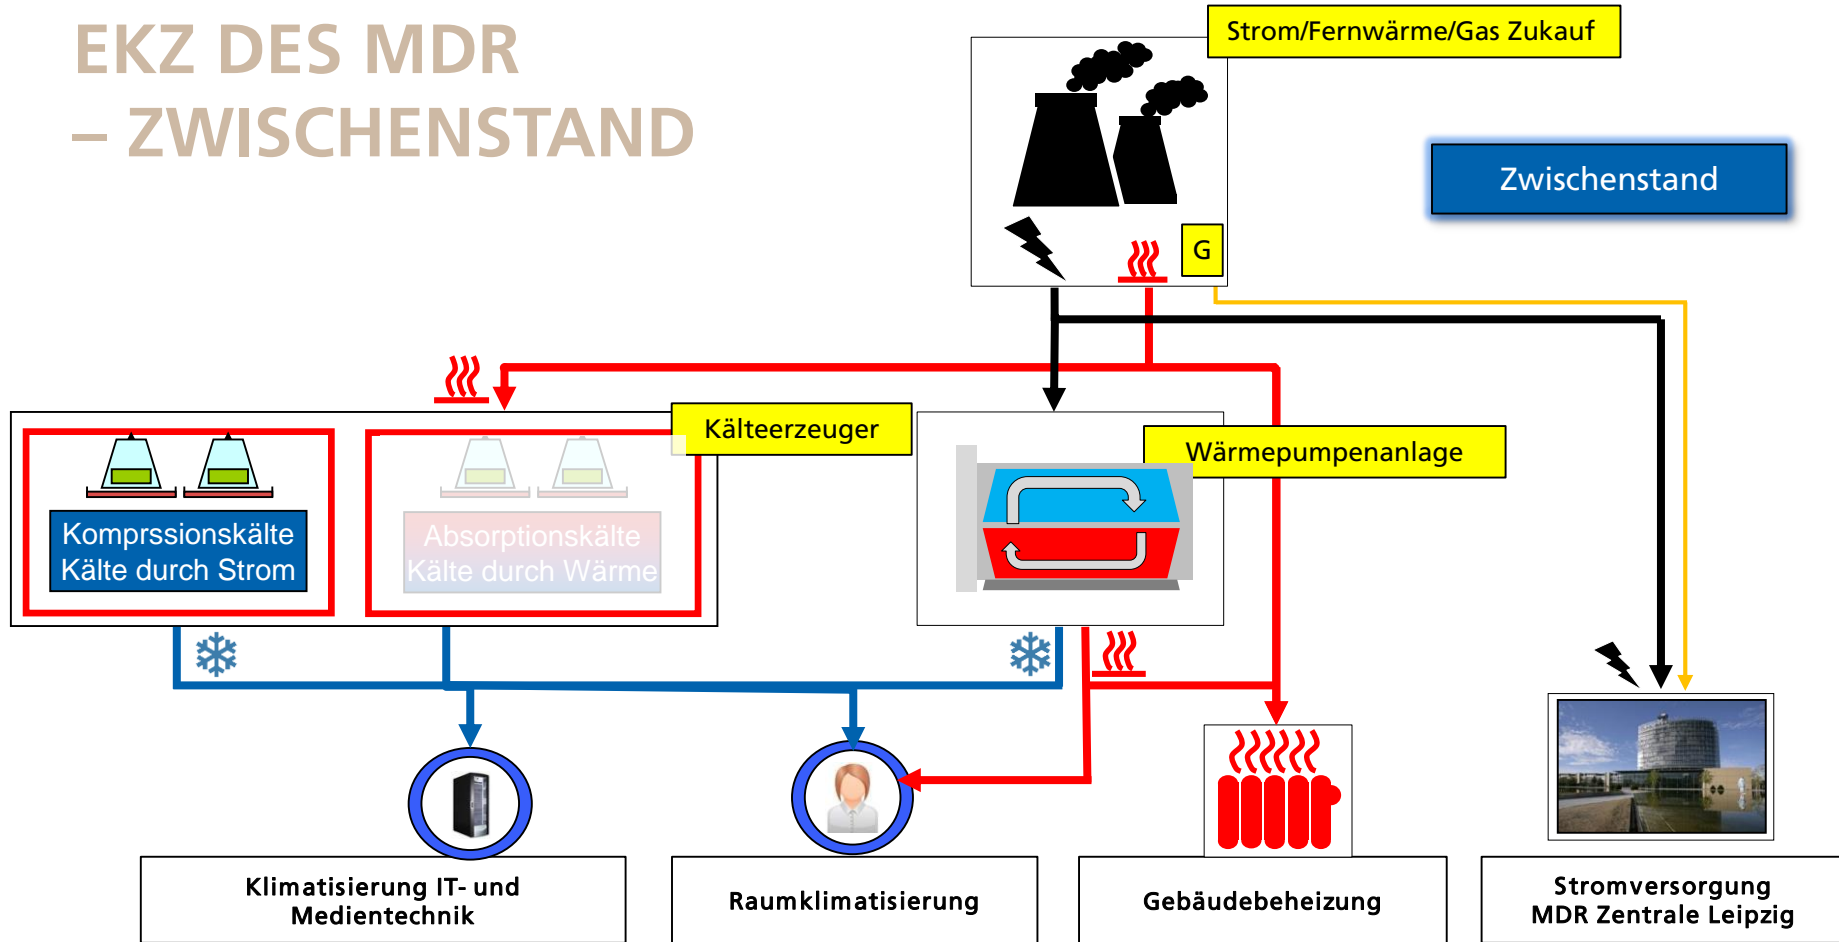 EKZ DES MDR
– ZWISCHENSTAND
Strom/Fernwärme/Gas Zukauf
Zwischenstand
G
Kälteerzeuger
Wärmepumpenanlage
Komprssionskälte
Kälte durch Strom
Absorptionskälte
Kälte durch Wärme
Klimatisierung IT- und
Medientechnik
Raumklimatisierung
Gebäudebeheizung
Stromversorgung
MDR Zentrale Leipzig